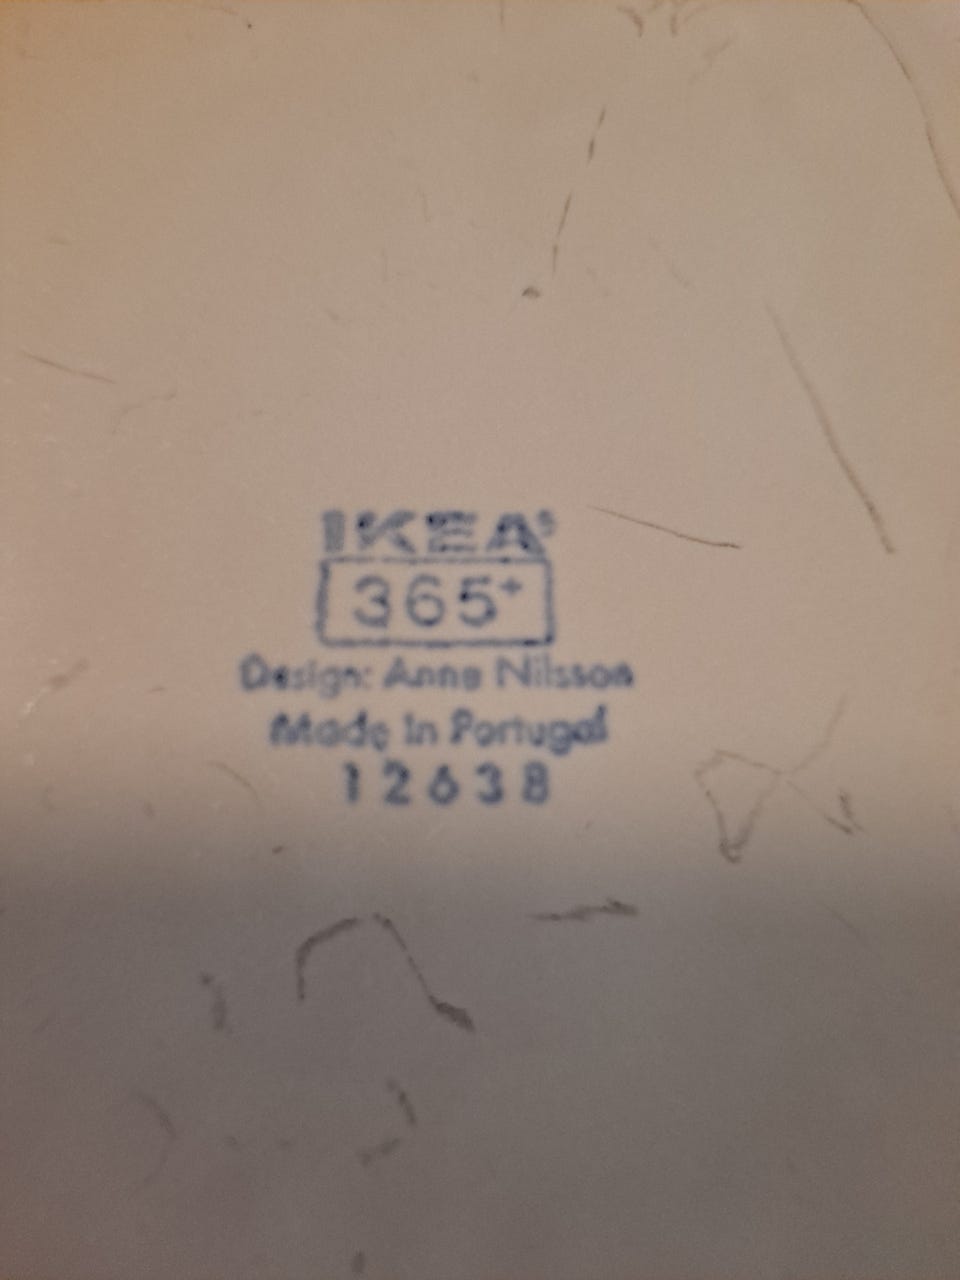 IKEA®
365+
Design: Anne Nilsson
Made in Portugal
12638